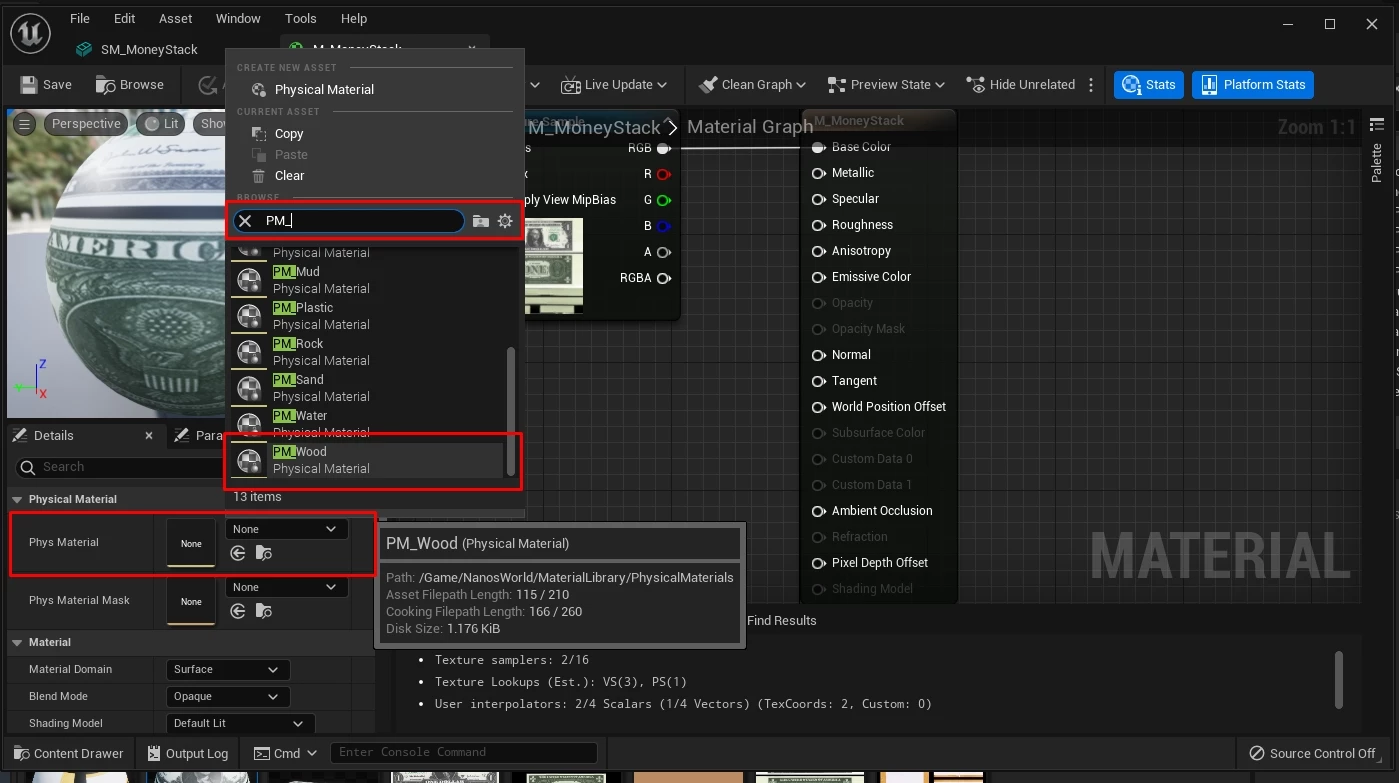 File Edit Asset Window Tools Help
SM_MoneyStack
M_MoneyStack
Save Browse Live Update Clean Graph Preview State Hide Unrelated Stats Platform Stats
CREATE NEW ASSET
Physical Material
CURRENT ASSET
Copy
Paste
Clear
BROWSE
PM_
Physical Material
PM_Mud
Physical Material
PM_Plastic
Physical Material
PM_Rock
Physical Material
PM_Sand
Physical Material
PM_Water
Physical Material
PM_Wood
Physical Material
13 items
Perspective Lit Sho
AMERICA
Z
Y
X
M_MoneyStack Material Graph
Zoom 1:1
Palette
RGB
R
ply View MipBias G
B
A
RGBA
M_MoneyStack
Base Color
Metallic
Specular
Roughness
Anisotropy
Emissive Color
Opacity
Opacity Mask
Normal
Tangent
World Position Offset
Subsurface Color
Custom Data 0
Custom Data 1
Ambient Occlusion
Refraction
Pixel Depth Offset
Shading Model
MATERIAL
Details
Para
Search
Physical Material
Phys Material None None
Phys Material Mask None None
Material
Material Domain Surface
Blend Mode Opaque
Shading Model Default Lit
PM_Wood (Physical Material)
Path: /Game/NanosWorld/MaterialLibrary/PhysicalMaterials
Asset Filepath Length: 115 / 210
Cooking Filepath Length: 166 / 260
Disk Size: 1.176 KiB
Find Results
• Texture samplers: 2/16
• Texture Lookups (Est.): VS(3), PS(1)
• User interpolators: 2/4 Scalars (1/4 Vectors) (TexCoords: 2, Custom: 0)
Content Drawer Output Log Cmd Enter Console Command Source Control Off